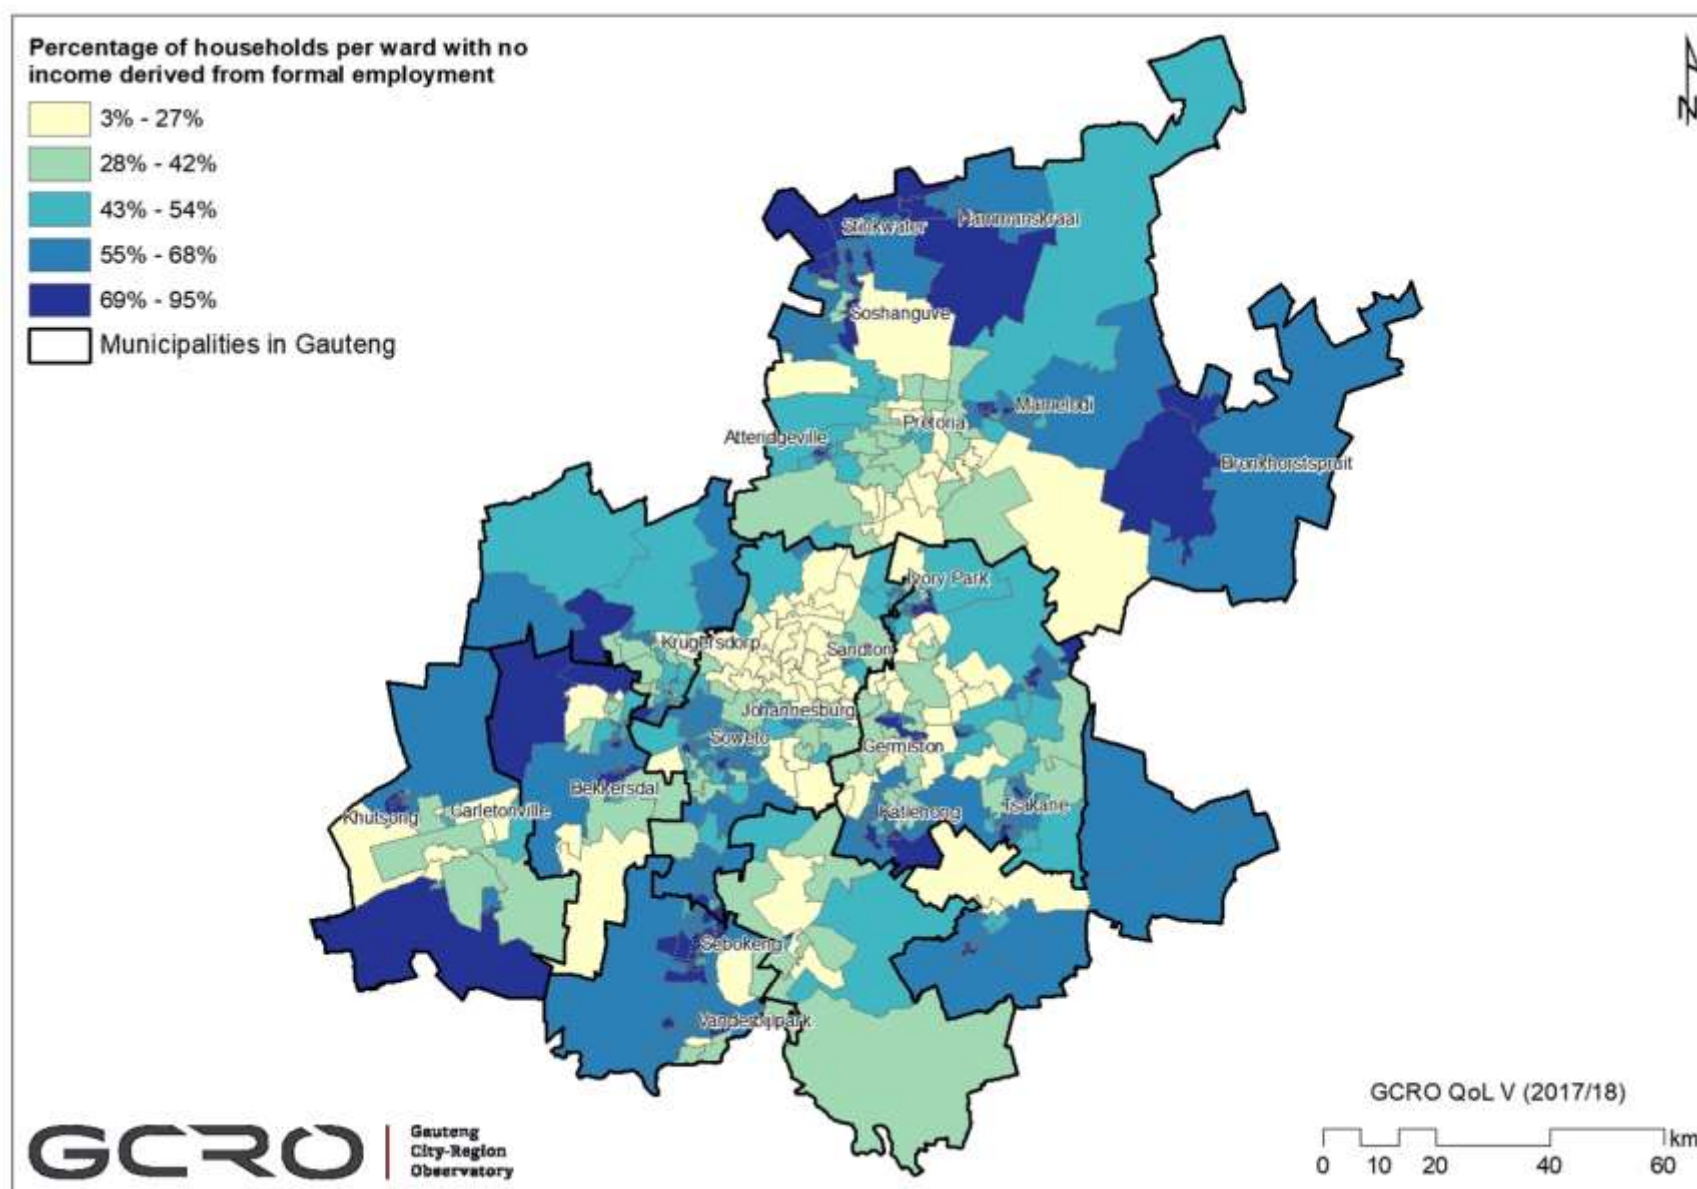 Percentage of households per ward with no
income derived from formal employment
3% - 27%
28% - 42%
43% - 54%
55% - 68%
69% - 95%
Municipalities in Gauteng
N
Stinkwater
Hammanskraal
Soshanguve
Mamelodi
Pretoria
Atteridgeville
Bronkhorstspruit
Ivory Park
Krugersdorp
Sandton
Johannesburg
Soweto
Germiston
Bekkersdal
Khutsong
Carletonville
Katlehong
Tsakane
Sebokeng
Vanderbijlpark
GCRO QoL V (2017/18)
km
0 10 20 40 60
GCRO
Gauteng
City-Region
Observatory